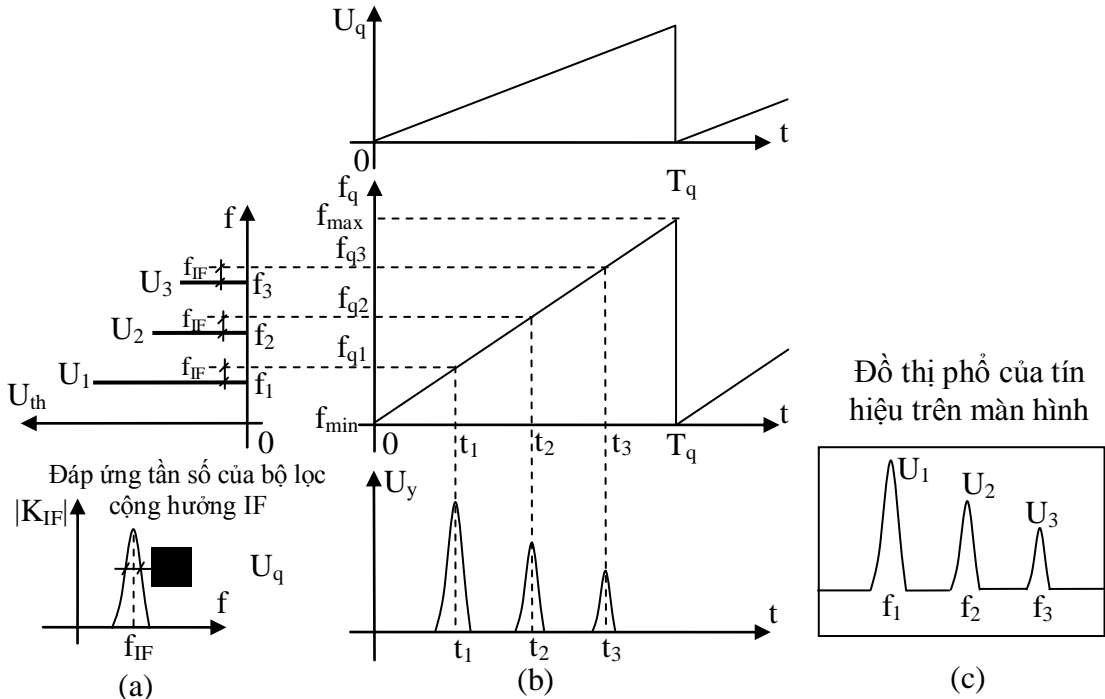 U_q
t
0
T_q
f_q
f_max
f_q3
f_q2
f_q1
f_min
0
t_1
t_2
t_3
T_q
t
f
f_IF
U_3
f_3
f_IF
U_2
f_2
f_IF
U_1
f_1
U_th
0
Đáp ứng tần số của bộ lọc
cộng hưởng IF
|K_IF|
U_q
f
f_IF
(a)
U_y
t
t_1
t_2
t_3
(b)
Đồ thị phổ của tín
hiệu trên màn hình
U_1
U_2
U_3
f_1
f_2
f_3
(c)